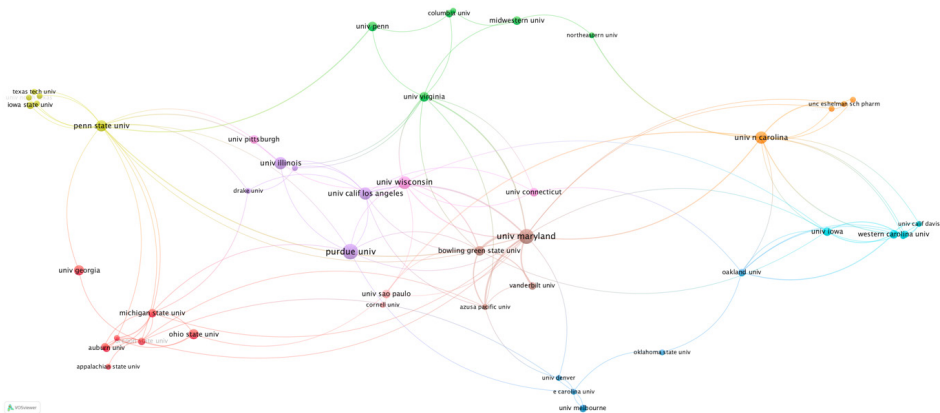 columbia univ
midwestern univ
univ penn
northeastern univ
texas tech univ
iowa state univ
univ virginia
unc eshelman sch pharm
penn state univ
univ pittsburgh
univ n carolina
univ illinois
univ wisconsin
drake univ
univ calif los angeles
univ connecticut
univ calif davis
univ iowa
western carolina univ
univ maryland
purdue univ
bowling green state univ
univ georgia
oakland univ
vanderbilt univ
univ sao paulo
cornell univ
azusa pacific univ
michigan state univ
ohio state univ
auburn univ
oklahoma state univ
appalachian state univ
univ denver
e carolina univ
univ melbourne
VOSviewer